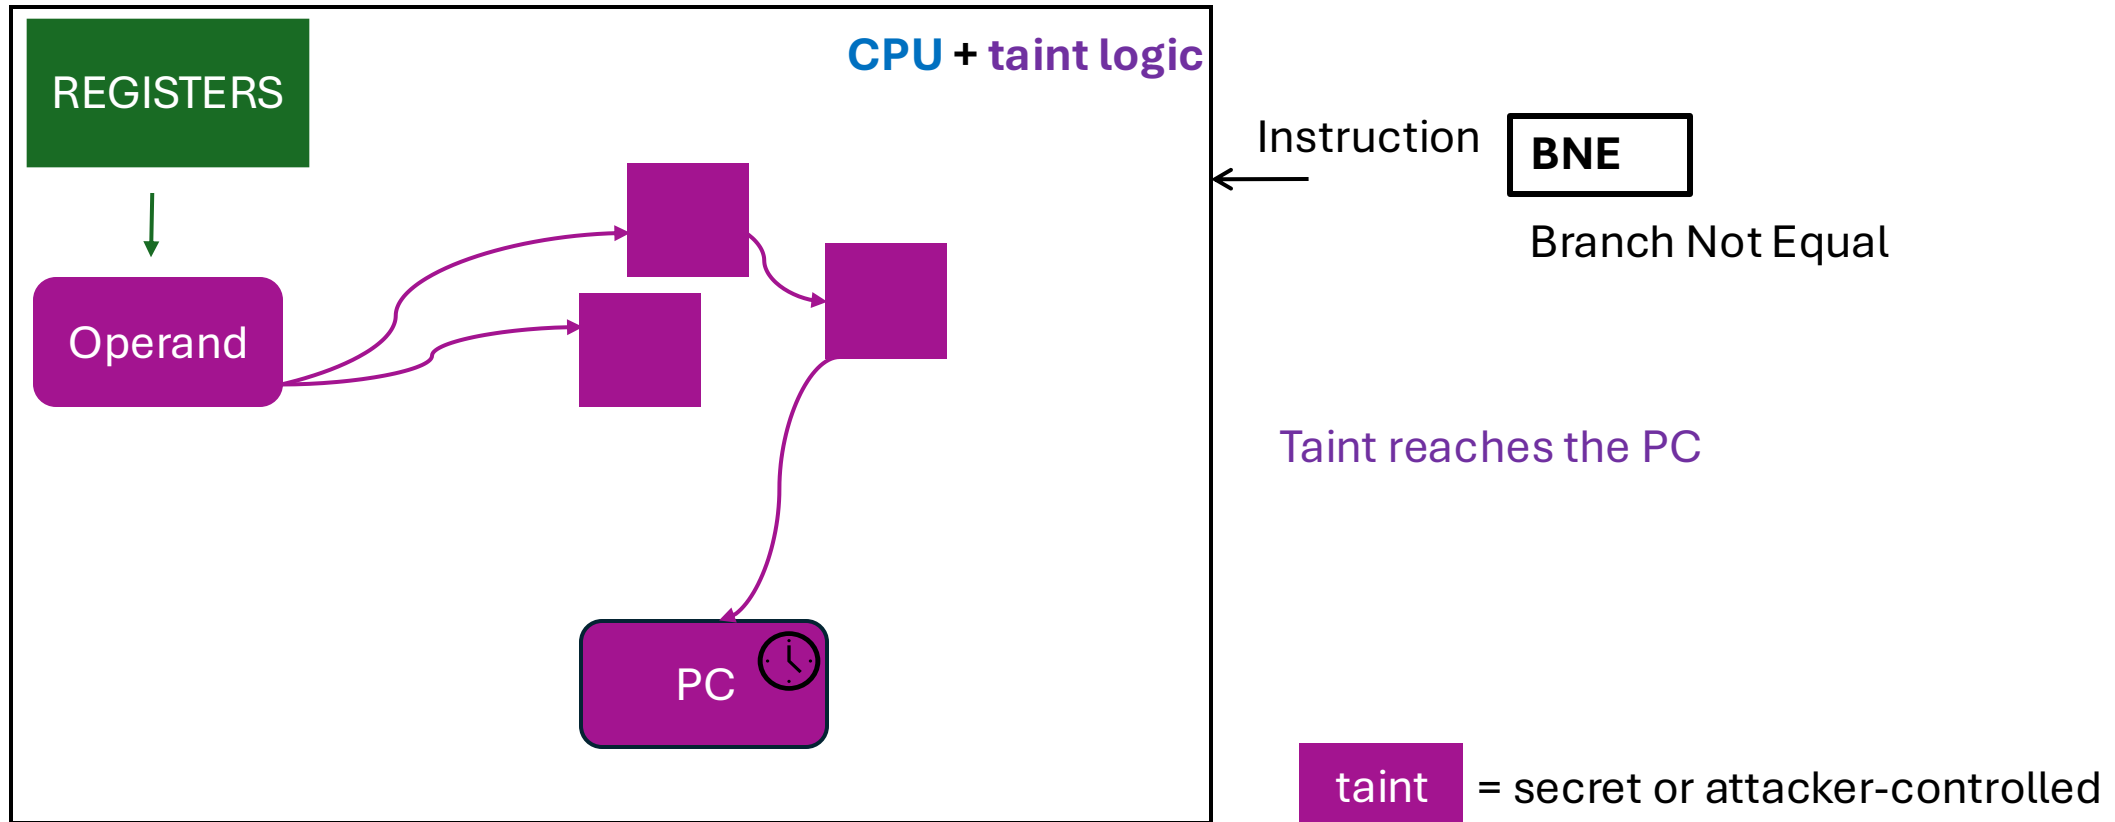 REGISTERS
CPU + taint logic
Instruction
BNE
Branch Not Equal
Operand
Taint reaches the PC
PC
taint = secret or attacker-controlled